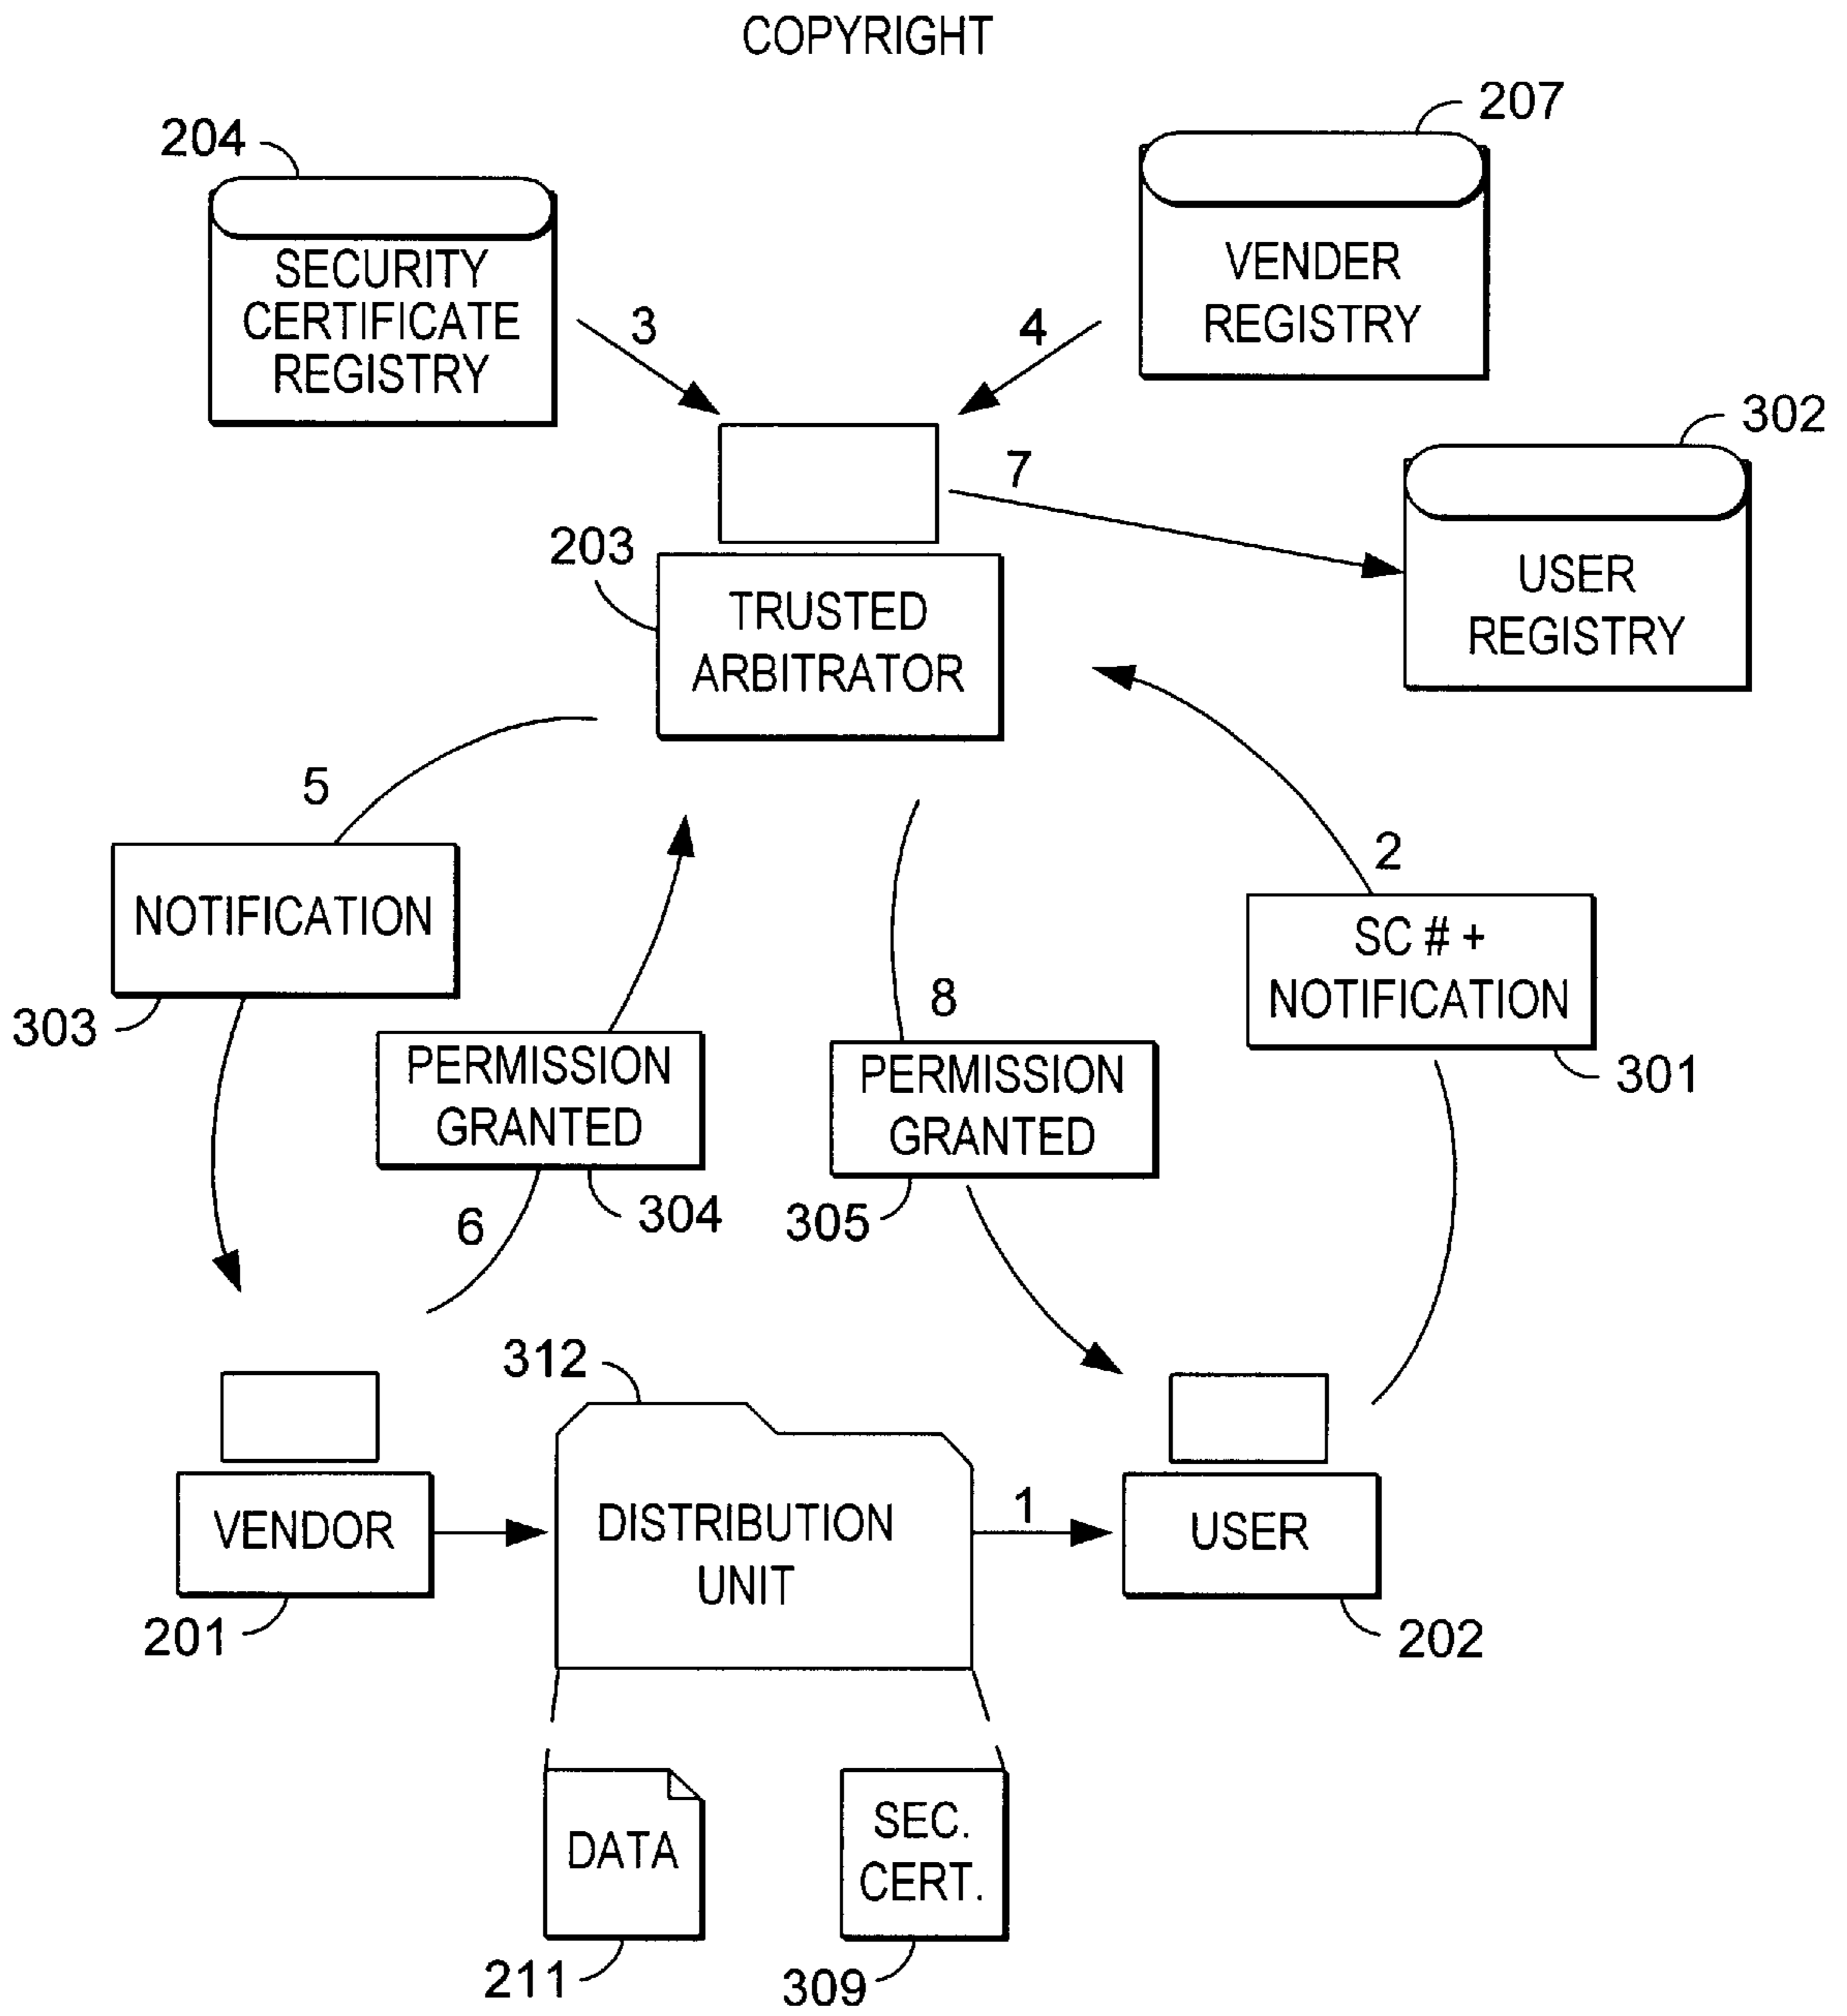 COPYRIGHT
207
204
SECURITY
CERTIFICATE
REGISTRY
3
4
VENDER
REGISTRY
302
7
203
TRUSTED
ARBITRATOR
USER
REGISTRY
5
2
NOTIFICATION
303
SC # +
NOTIFICATION
301
8
PERMISSION
GRANTED
304
6
PERMISSION
GRANTED
305
312
VENDOR
201
DISTRIBUTION
UNIT
1
USER
202
DATA
211
SEC.
CERT.
309